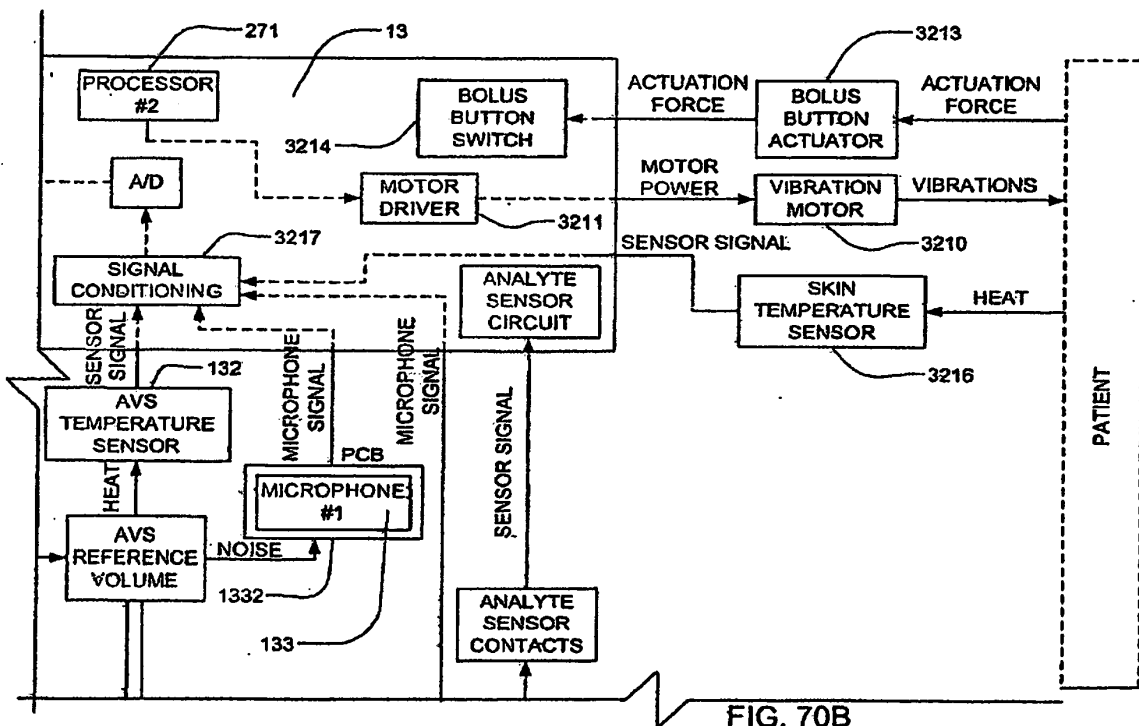 271
13
3213
PROCESSOR
#2
BOLUS
BUTTON
SWITCH
3214
ACTUATION
FORCE
BOLUS
BUTTON
ACTUATOR
ACTUATION
FORCE
A/D
MOTOR
DRIVER
3211
MOTOR
POWER
VIBRATION
MOTOR
3210
VIBRATIONS
3217
SIGNAL
CONDITIONING
SENSOR SIGNAL
ANALYTE
SENSOR
CIRCUIT
SKIN
TEMPERATURE
SENSOR
3216
HEAT
PATIENT
SENSOR
SIGNAL
132
AVS
TEMPERATURE
SENSOR
MICROPHONE
SIGNAL
MICROPHONE
SIGNAL
SENSOR SIGNAL
HEAT
PCB
MICROPHONE
#1
AVS
REFERENCE
VOLUME
NOISE
1332
133
ANALYTE
SENSOR
CONTACTS
FIG. 70B